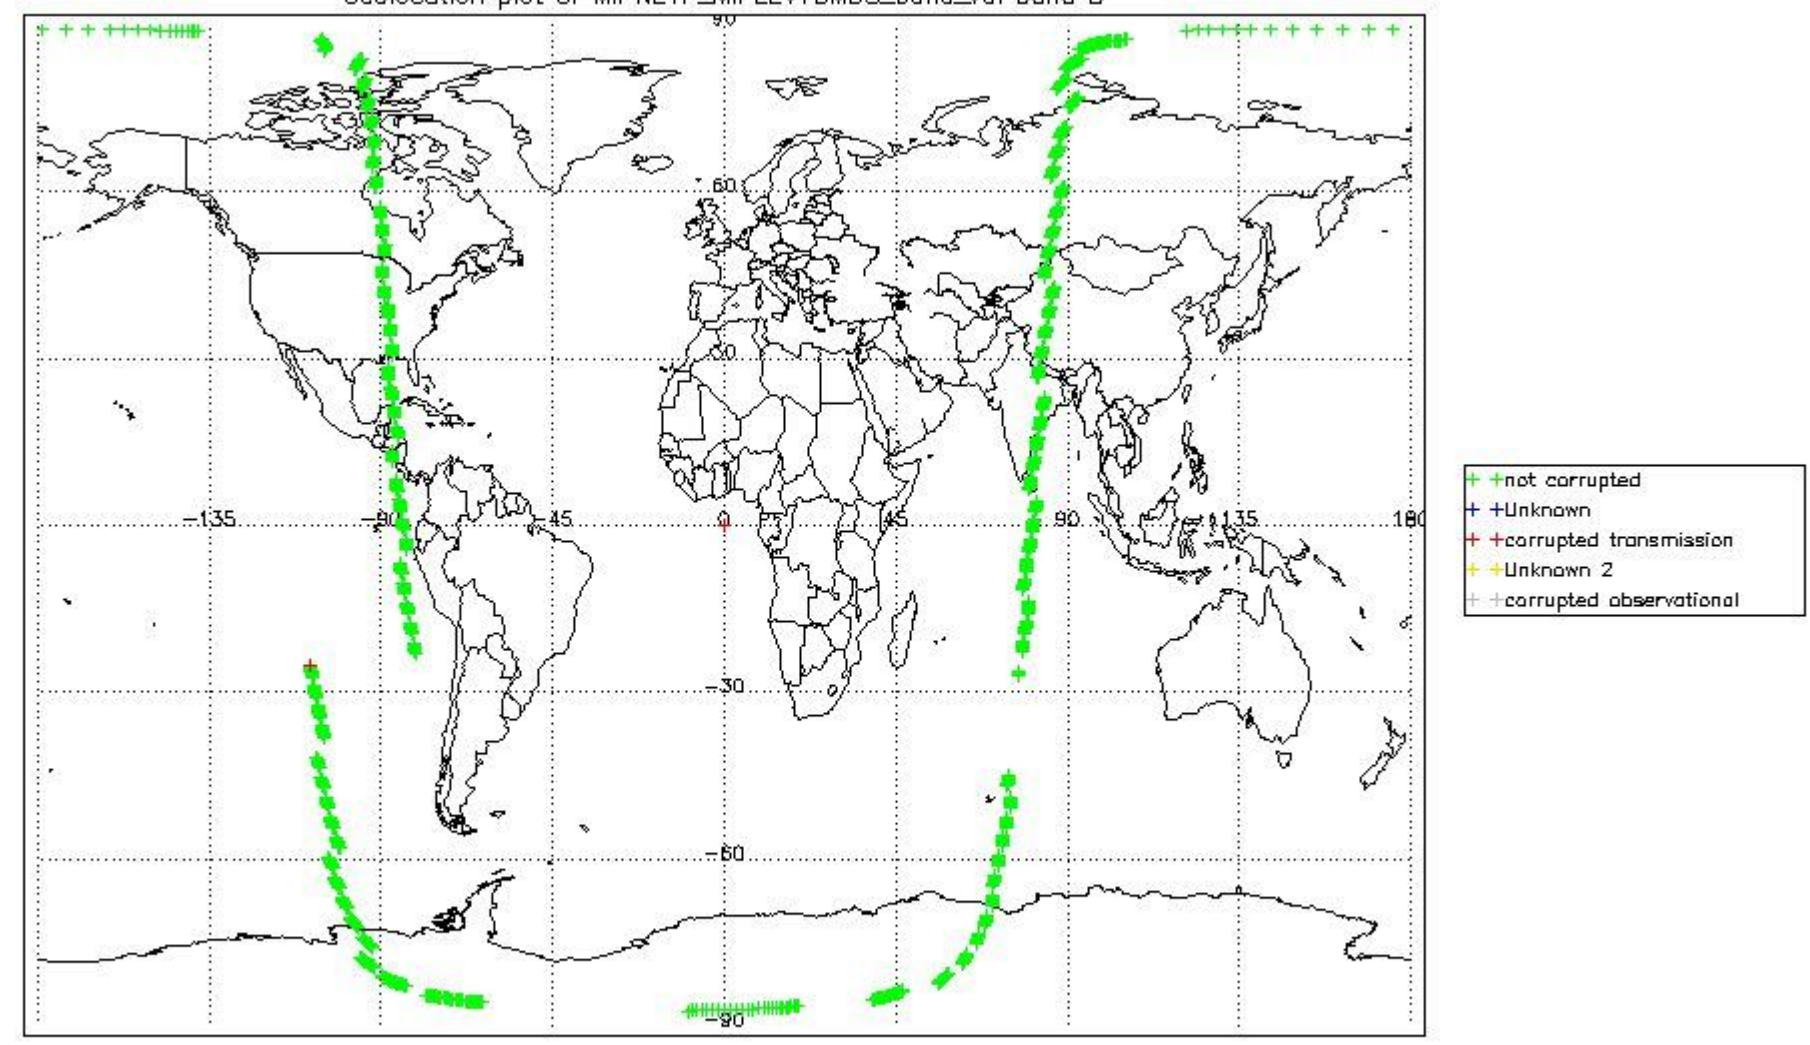 90
60
30
-135
-90
-45
0
45
90
135
180
-30
-60
-90
not corrupted
Unknown
corrupted transmission
Unknown 2
corrupted observational